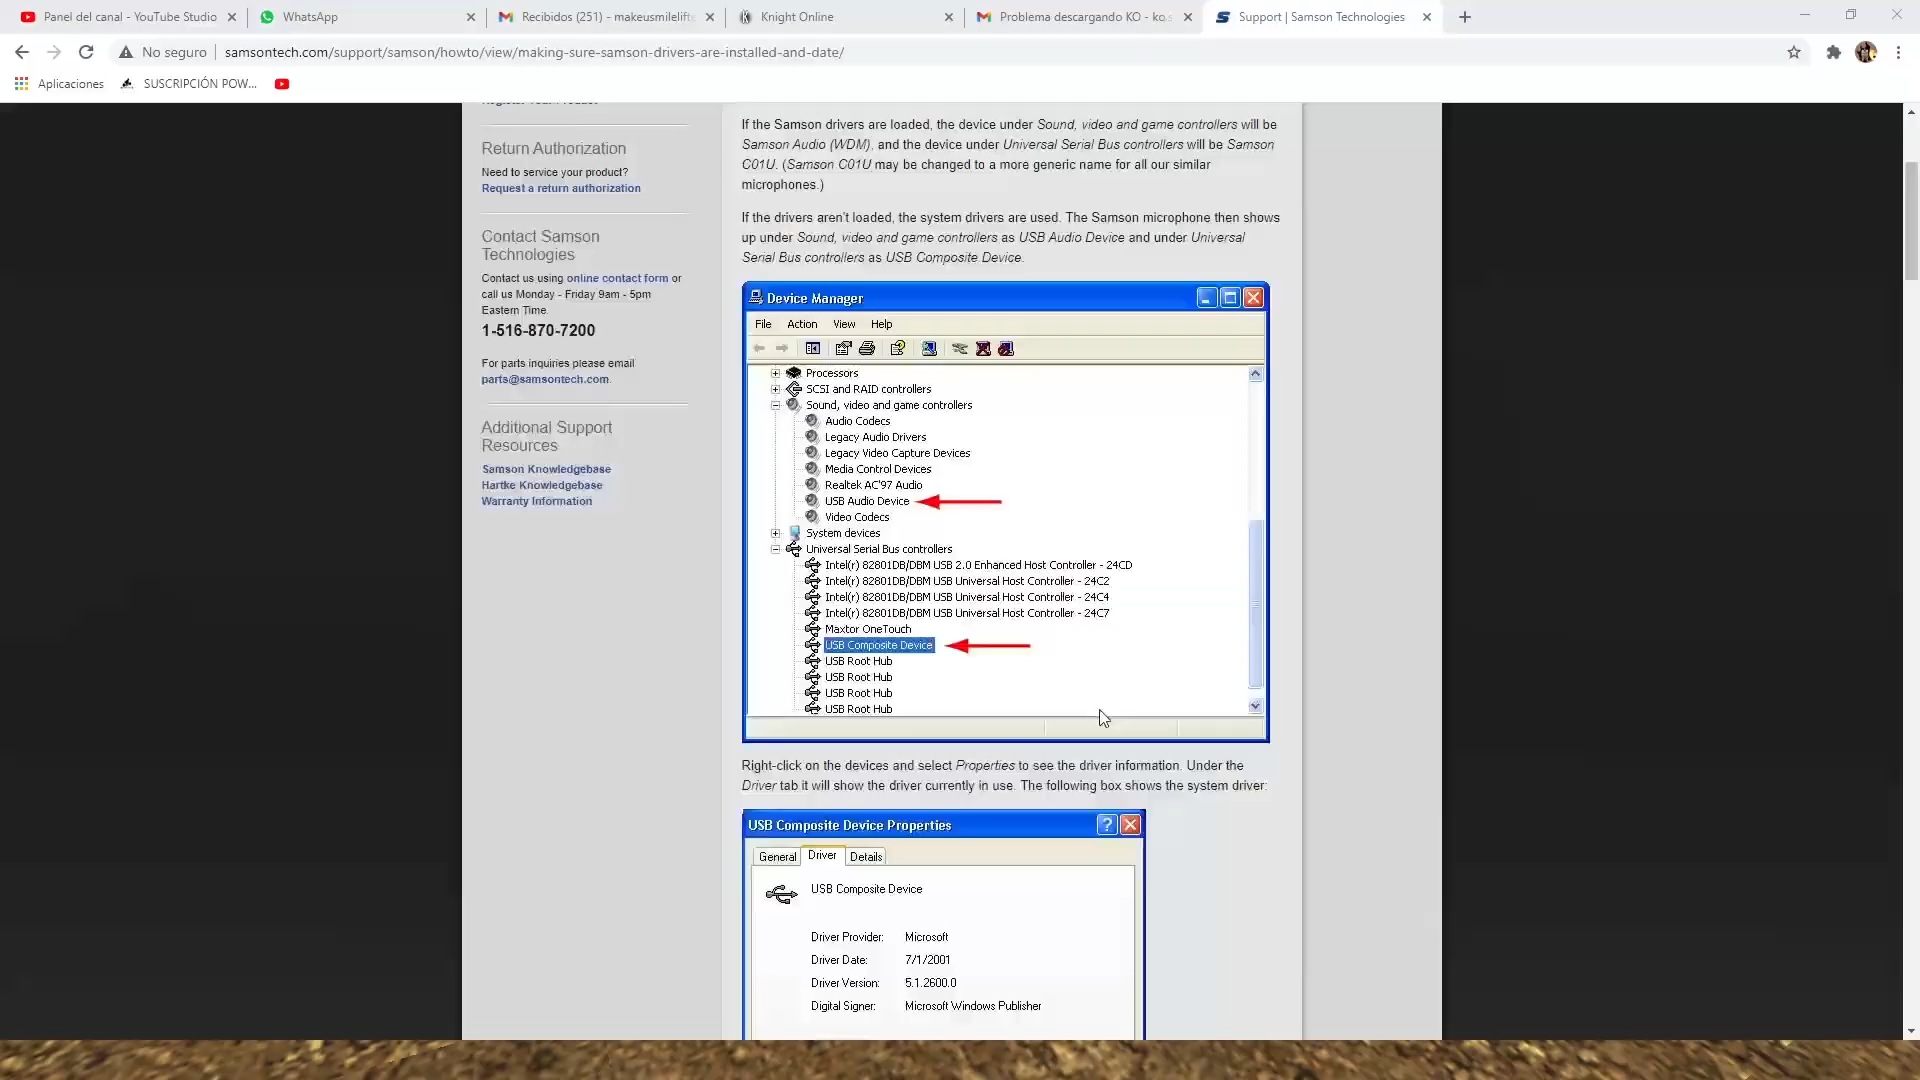 Panel del canal - YouTube Studio
WhatsApp
Recibidos (251) - makeusmilelift
Knight Online
Problema descargando KO - ko.s
Support | Samson Technologies
No seguro
samsontech.com/support/samson/howto/view/making-sure-samson-drivers-are-installed-and-date/
Aplicaciones
SUSCRIPCIÓN POW...
Return Authorization
Need to service your product?
Request a return authorization
Contact Samson
Technologies
Contact us using online contact form or
call us Monday - Friday 9am - 5pm
Eastern Time.
1-516-870-7200
For parts inquiries please email
parts@samsontech.com.
Additional Support
Resources
Samson Knowledgebase
Hartke Knowledgebase
Warranty Information
If the Samson drivers are loaded, the device under Sound, video and game controllers will be
Samson Audio (WDM), and the device under Universal Serial Bus controllers will be Samson
C01U. (Samson C01U may be changed to a more generic name for all our similar
microphones.)
If the drivers aren't loaded, the system drivers are used. The Samson microphone then shows
up under Sound, video and game controllers as USB Audio Device and under Universal
Serial Bus controllers as USB Composite Device.
Device Manager
File Action View Help
Processors
SCSI and RAID controllers
Sound, video and game controllers
Audio Codecs
Legacy Audio Drivers
Legacy Video Capture Devices
Media Control Devices
Realtek AC'97 Audio
USB Audio Device
Video Codecs
System devices
Universal Serial Bus controllers
Intel(r) 82801DB/DBM USB 2.0 Enhanced Host Controller - 24CD
Intel(r) 82801DB/DBM USB Universal Host Controller - 24C2
Intel(r) 82801DB/DBM USB Universal Host Controller - 24C4
Intel(r) 82801DB/DBM USB Universal Host Controller - 24C7
Maxtor OneTouch
USB Composite Device
USB Root Hub
USB Root Hub
USB Root Hub
USB Root Hub
Right-click on the devices and select Properties to see the driver information. Under the
Driver tab it will show the driver currently in use. The following box shows the system driver:
USB Composite Device Properties
General Driver Details
USB Composite Device
Driver Provider: Microsoft
Driver Date: 7/1/2001
Driver Version: 5.1.2600.0
Digital Signer: Microsoft Windows Publisher